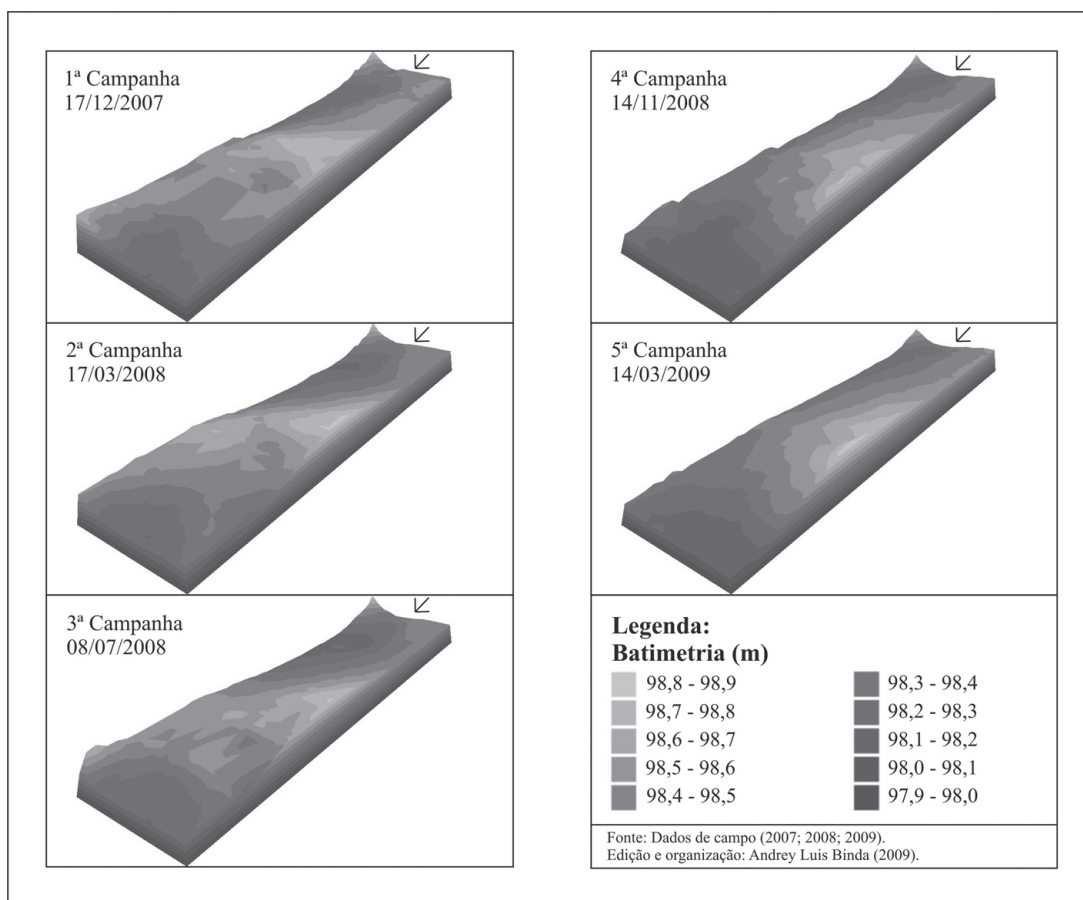 1ª Campanha
17/12/2007
2ª Campanha
17/03/2008
3ª Campanha
08/07/2008
4ª Campanha
14/11/2008
5ª Campanha
14/03/2009
Legenda:
Batimetria (m)
98,8 - 98,9
98,7 - 98,8
98,6 - 98,7
98,5 - 98,6
98,4 - 98,5
98,3 - 98,4
98,2 - 98,3
98,1 - 98,2
98,0 - 98,1
97,9 - 98,0
Fonte: Dados de campo (2007; 2008; 2009).
Edição e organização: Andrey Luis Binda (2009).